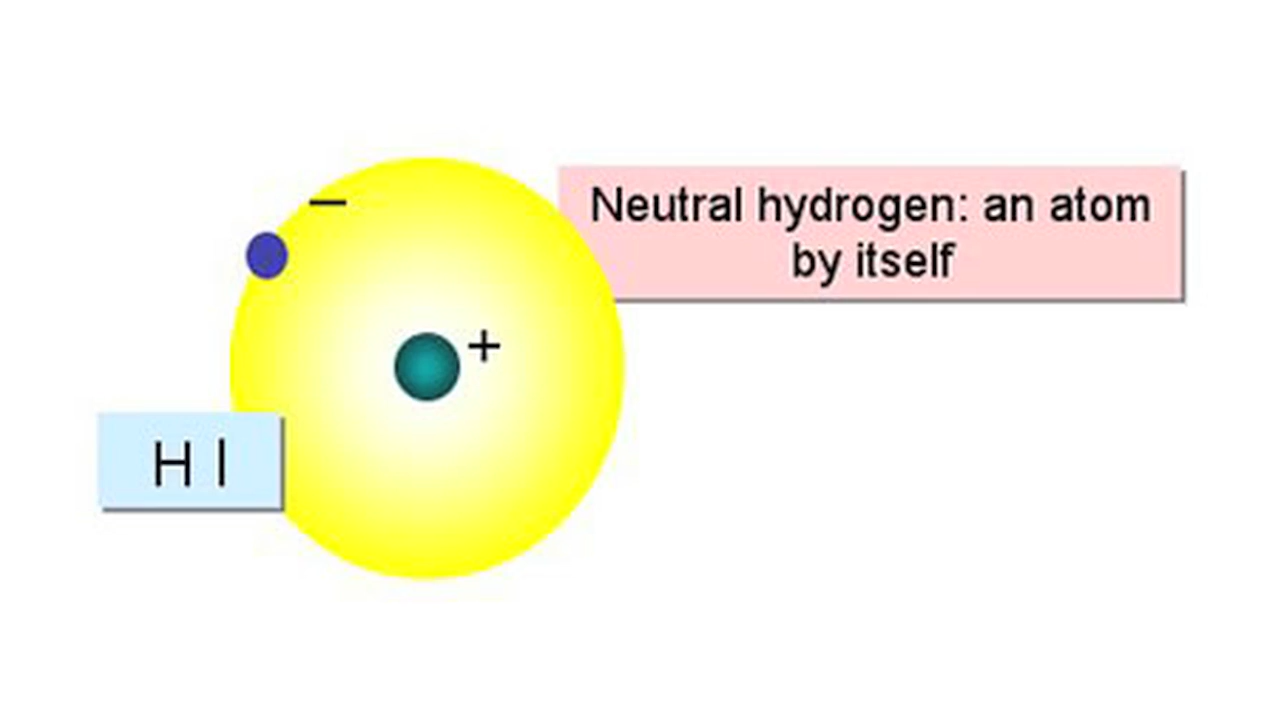 Neutral hydrogen: an atom
by itself
−
+
H I